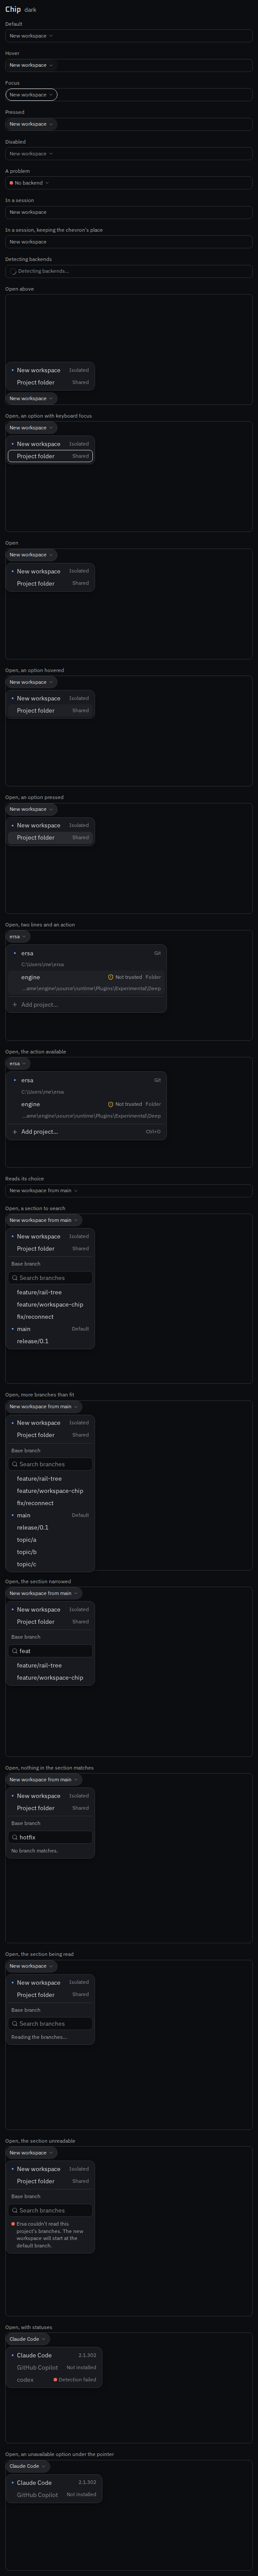 Chip dark
Default
New workspace
Hover
New workspace
Focus
New workspace
Pressed
New workspace
Disabled
New workspace
A problem
No backend
In a session
New workspace
In a session, keeping the chevron's place
New workspace
Detecting backends
Detecting backends...
Open above
New workspace Isolated
Project folder Shared
New workspace
Open, an option with keyboard focus
New workspace
New workspace Isolated
Project folder Shared
Open
New workspace
New workspace Isolated
Project folder Shared
Open, an option hovered
New workspace
New workspace Isolated
Project folder Shared
Open, an option pressed
New workspace
New workspace Isolated
Project folder Shared
Open, two lines and an action
ersa
ersa Git
C:\Users\me\ersa
engine Not trusted Folder
...ame\engine\source\runtime\Plugins\Experimental\Deep
Add project...
Open, the action available
ersa
ersa Git
C:\Users\me\ersa
engine Not trusted Folder
...ame\engine\source\runtime\Plugins\Experimental\Deep
Add project... Ctrl+O
Reads its choice
New workspace from main
Open, a section to search
New workspace from main
New workspace Isolated
Project folder Shared
Base branch
Search branches
feature/rail-tree
feature/workspace-chip
fix/reconnect
main Default
release/0.1
Open, more branches than fit
New workspace from main
New workspace Isolated
Project folder Shared
Base branch
Search branches
feature/rail-tree
feature/workspace-chip
fix/reconnect
main Default
release/0.1
topic/a
topic/b
topic/c
Open, the section narrowed
New workspace from main
New workspace Isolated
Project folder Shared
Base branch
feat
feature/rail-tree
feature/workspace-chip
Open, nothing in the section matches
New workspace from main
New workspace Isolated
Project folder Shared
Base branch
hotfix
No branch matches.
Open, the section being read
New workspace
New workspace Isolated
Project folder Shared
Base branch
Search branches
Reading the branches...
Open, the section unreadable
New workspace
New workspace Isolated
Project folder Shared
Base branch
Search branches
Ersa couldn't read this
project's branches. The new
workspace will start at the
default branch.
Open, with statuses
Claude Code
Claude Code 2.1.302
GitHub Copilot Not installed
codex Detection failed
Open, an unavailable option under the pointer
Claude Code
Claude Code 2.1.302
GitHub Copilot Not installed